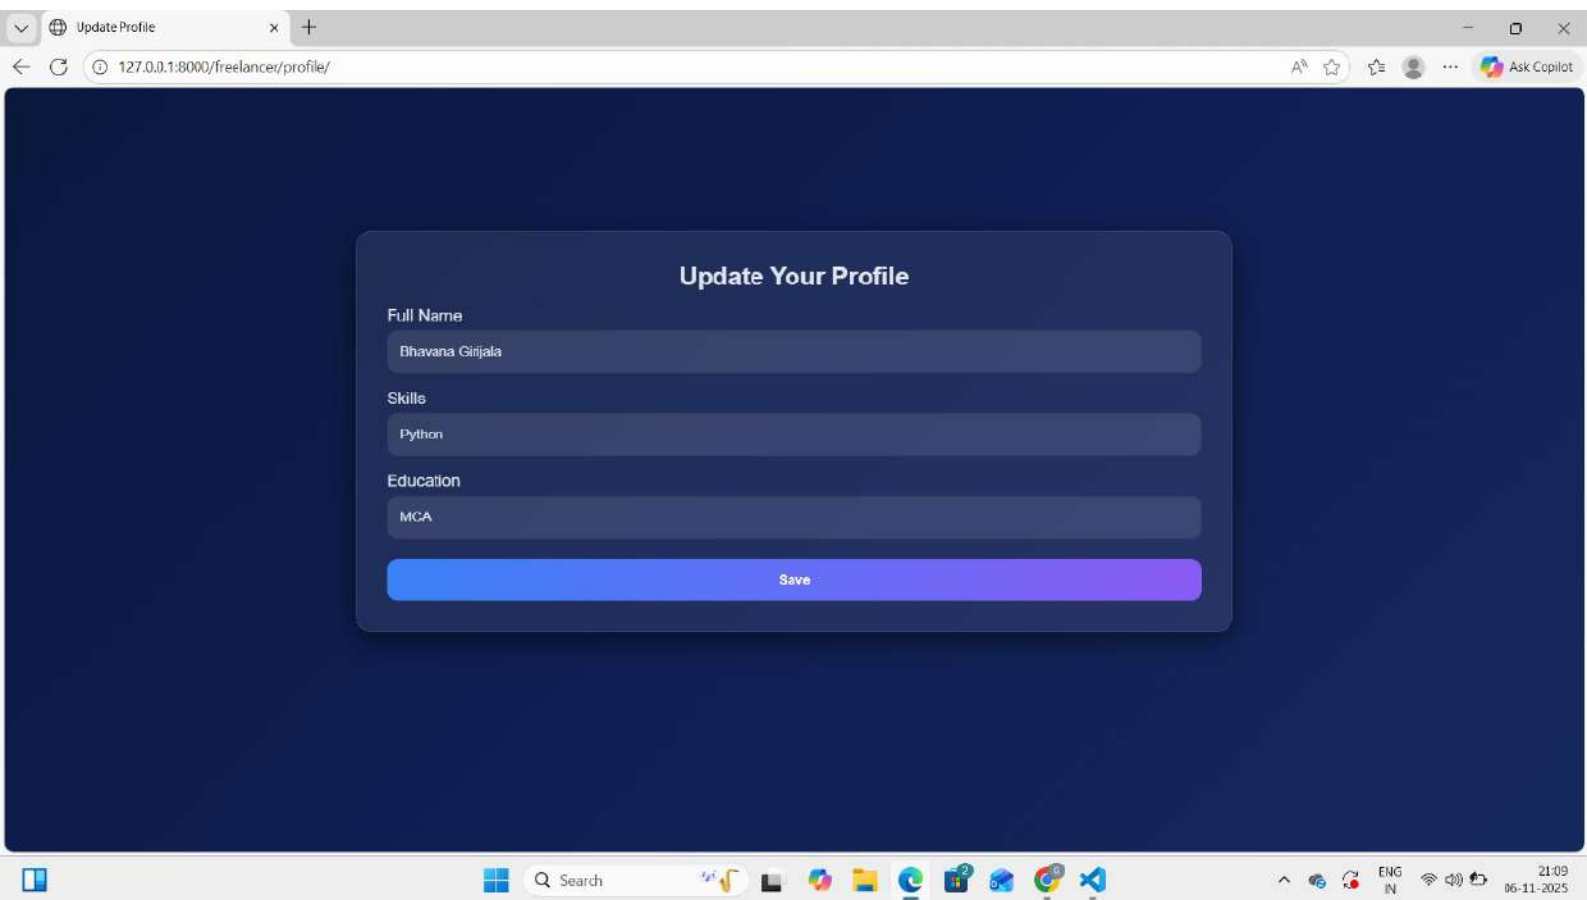 Update Profile
127.0.0.1:8000/freelancer/profile/
Ask Copilot
Update Your Profile
Full Name
Bhavana Girijala
Skills
Python
Education
MCA
Save
Search
2
ENG
IN
21:09
06-11-2025